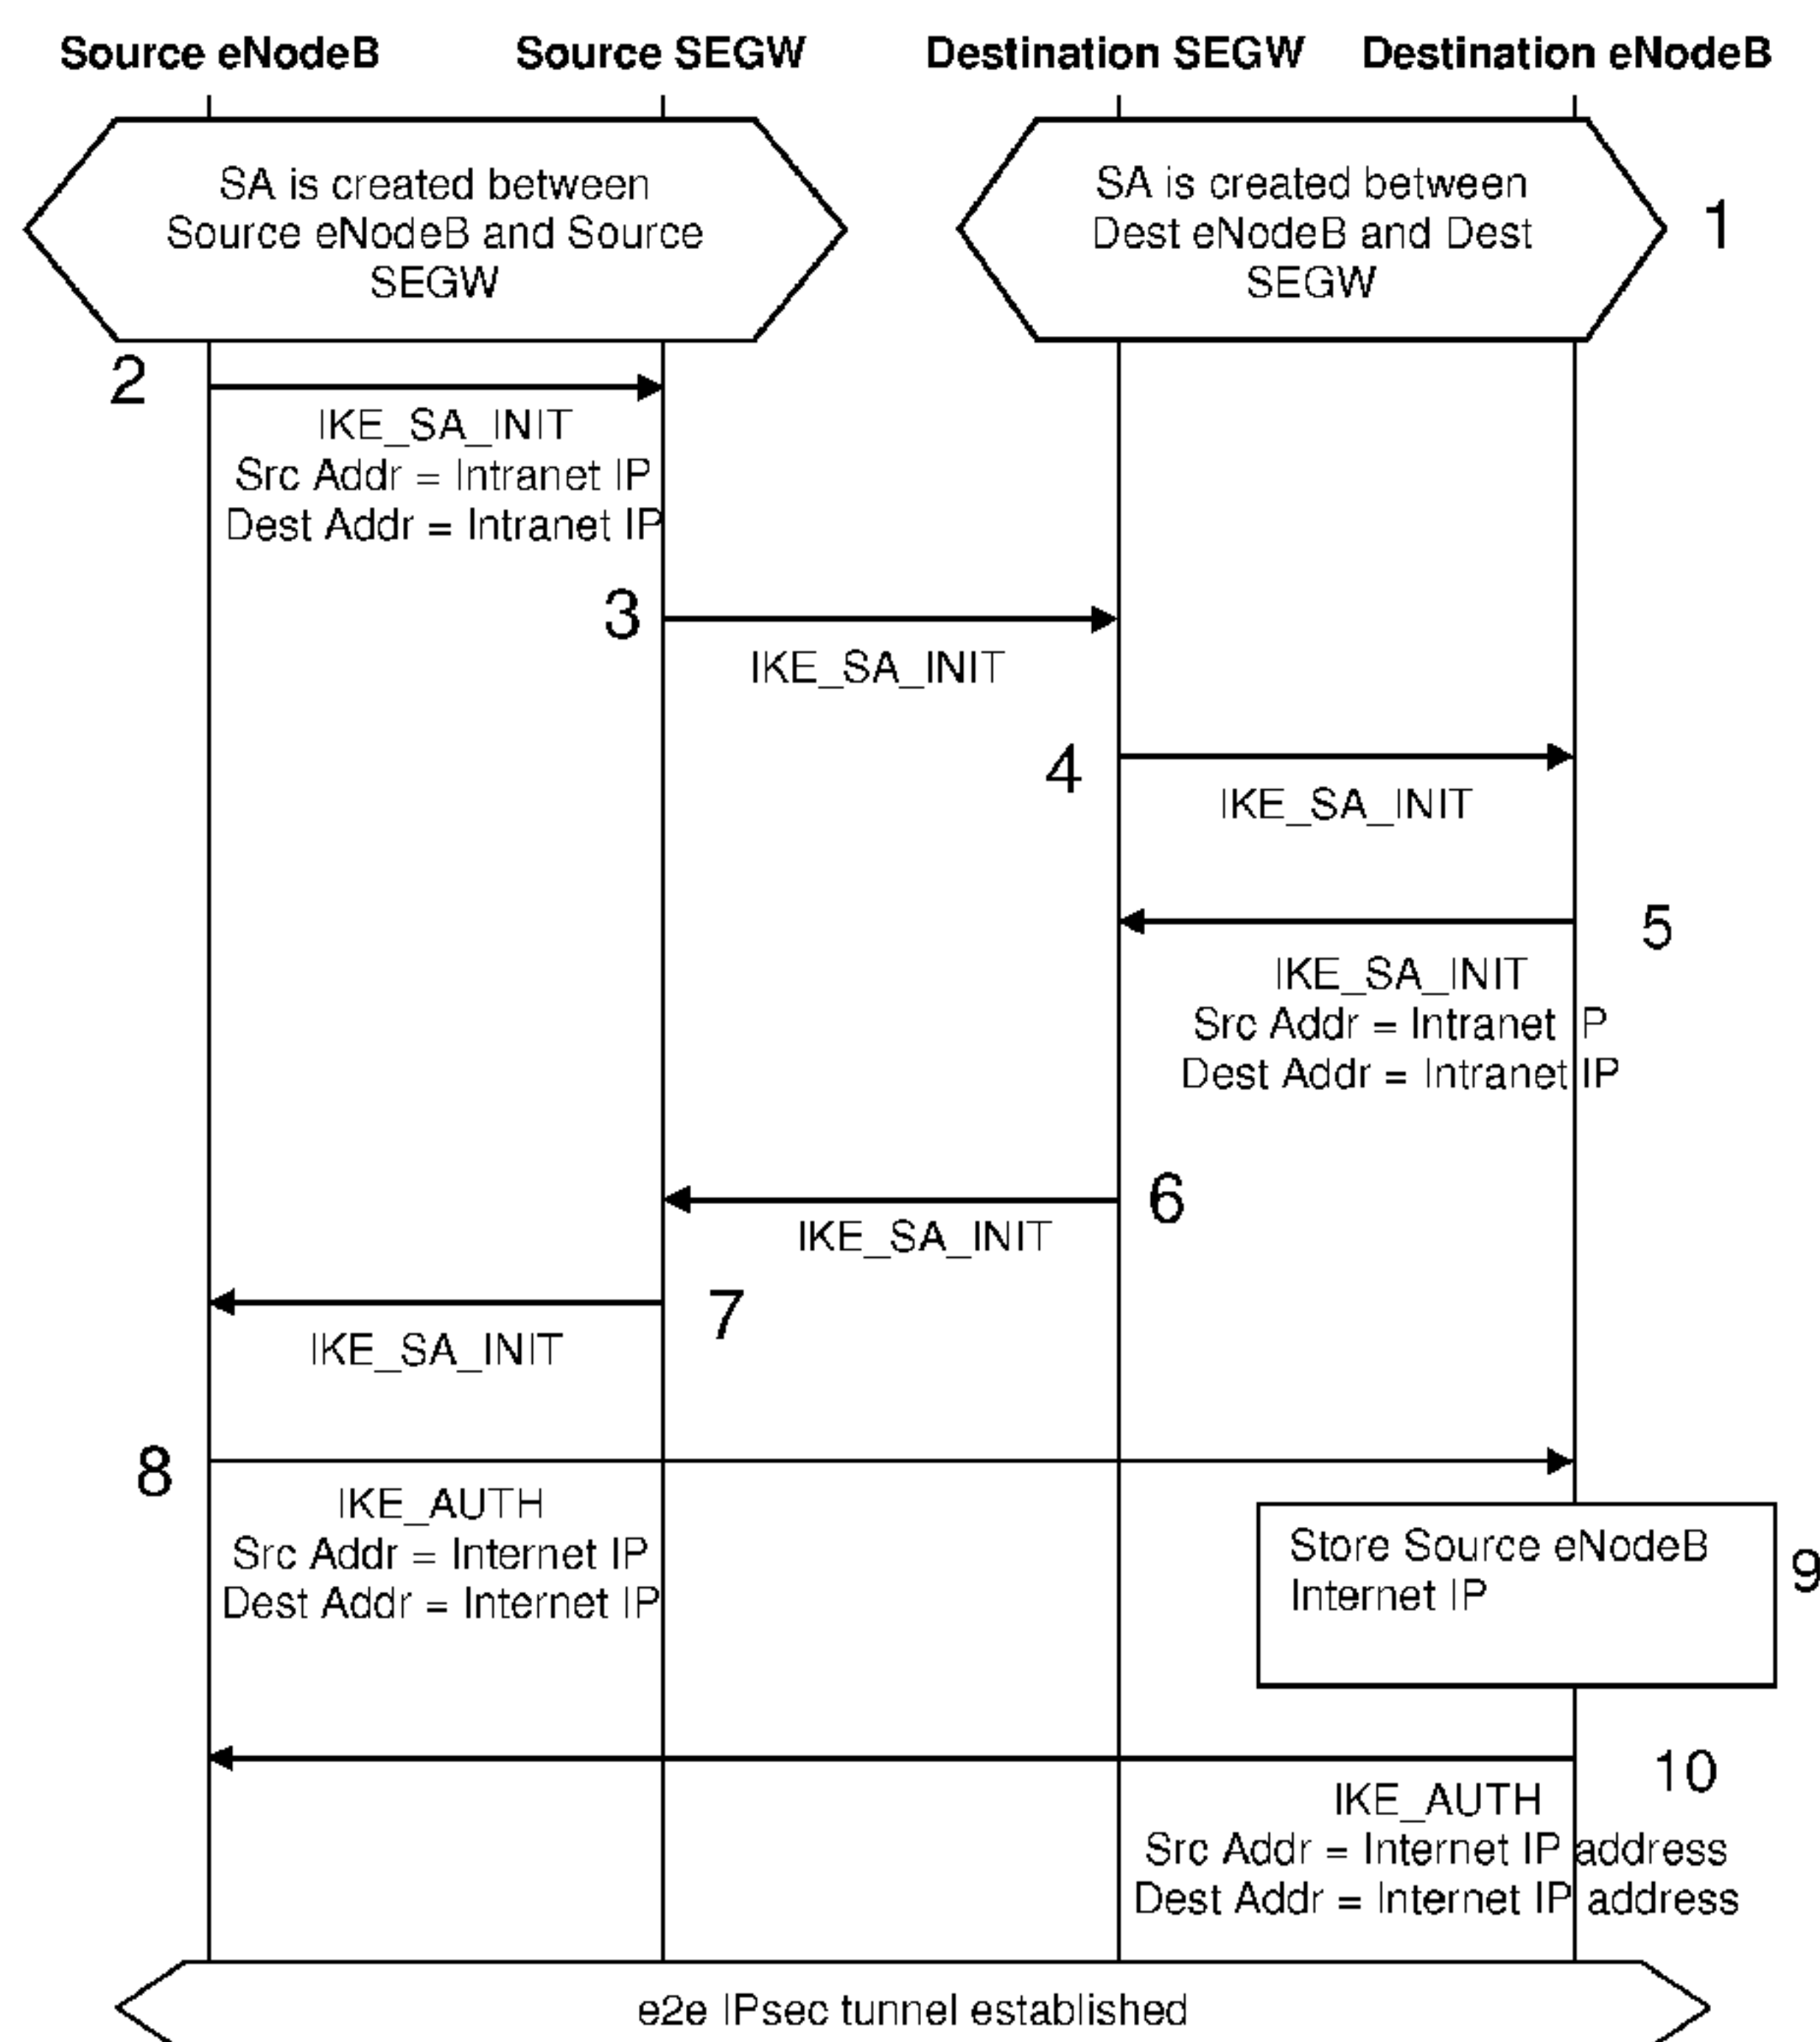 Source eNodeB Source SEGW Destination SEGW Destination eNodeB
SA is created between
Source eNodeB and Source
SEGW
SA is created between
Dest eNodeB and Dest
SEGW
1
2
IKE_SA_INIT
Src Addr = Intranet IP
Dest Addr = Intranet IP
3
IKE_SA_INIT
4
IKE_SA_INIT
5
IKE_SA_INIT
Src Addr = Intranet IP
Dest Addr = Intranet IP
6
IKE_SA_INIT
7
IKE_SA_INIT
8
IKE_AUTH
Src Addr = Internet IP
Dest Addr = Internet IP
Store Source eNodeB
Internet IP
9
10
IKE_AUTH
Src Addr = Internet IP address
Dest Addr = Internet IP address
e2e IPsec tunnel established